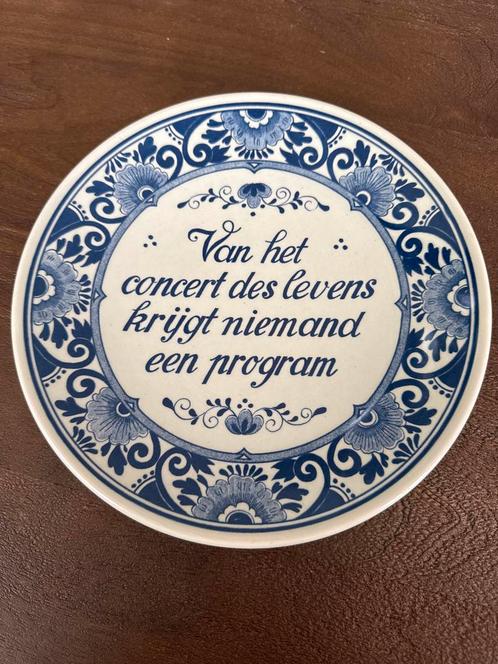 Van het
concert des levens
krijgt niemand
een program